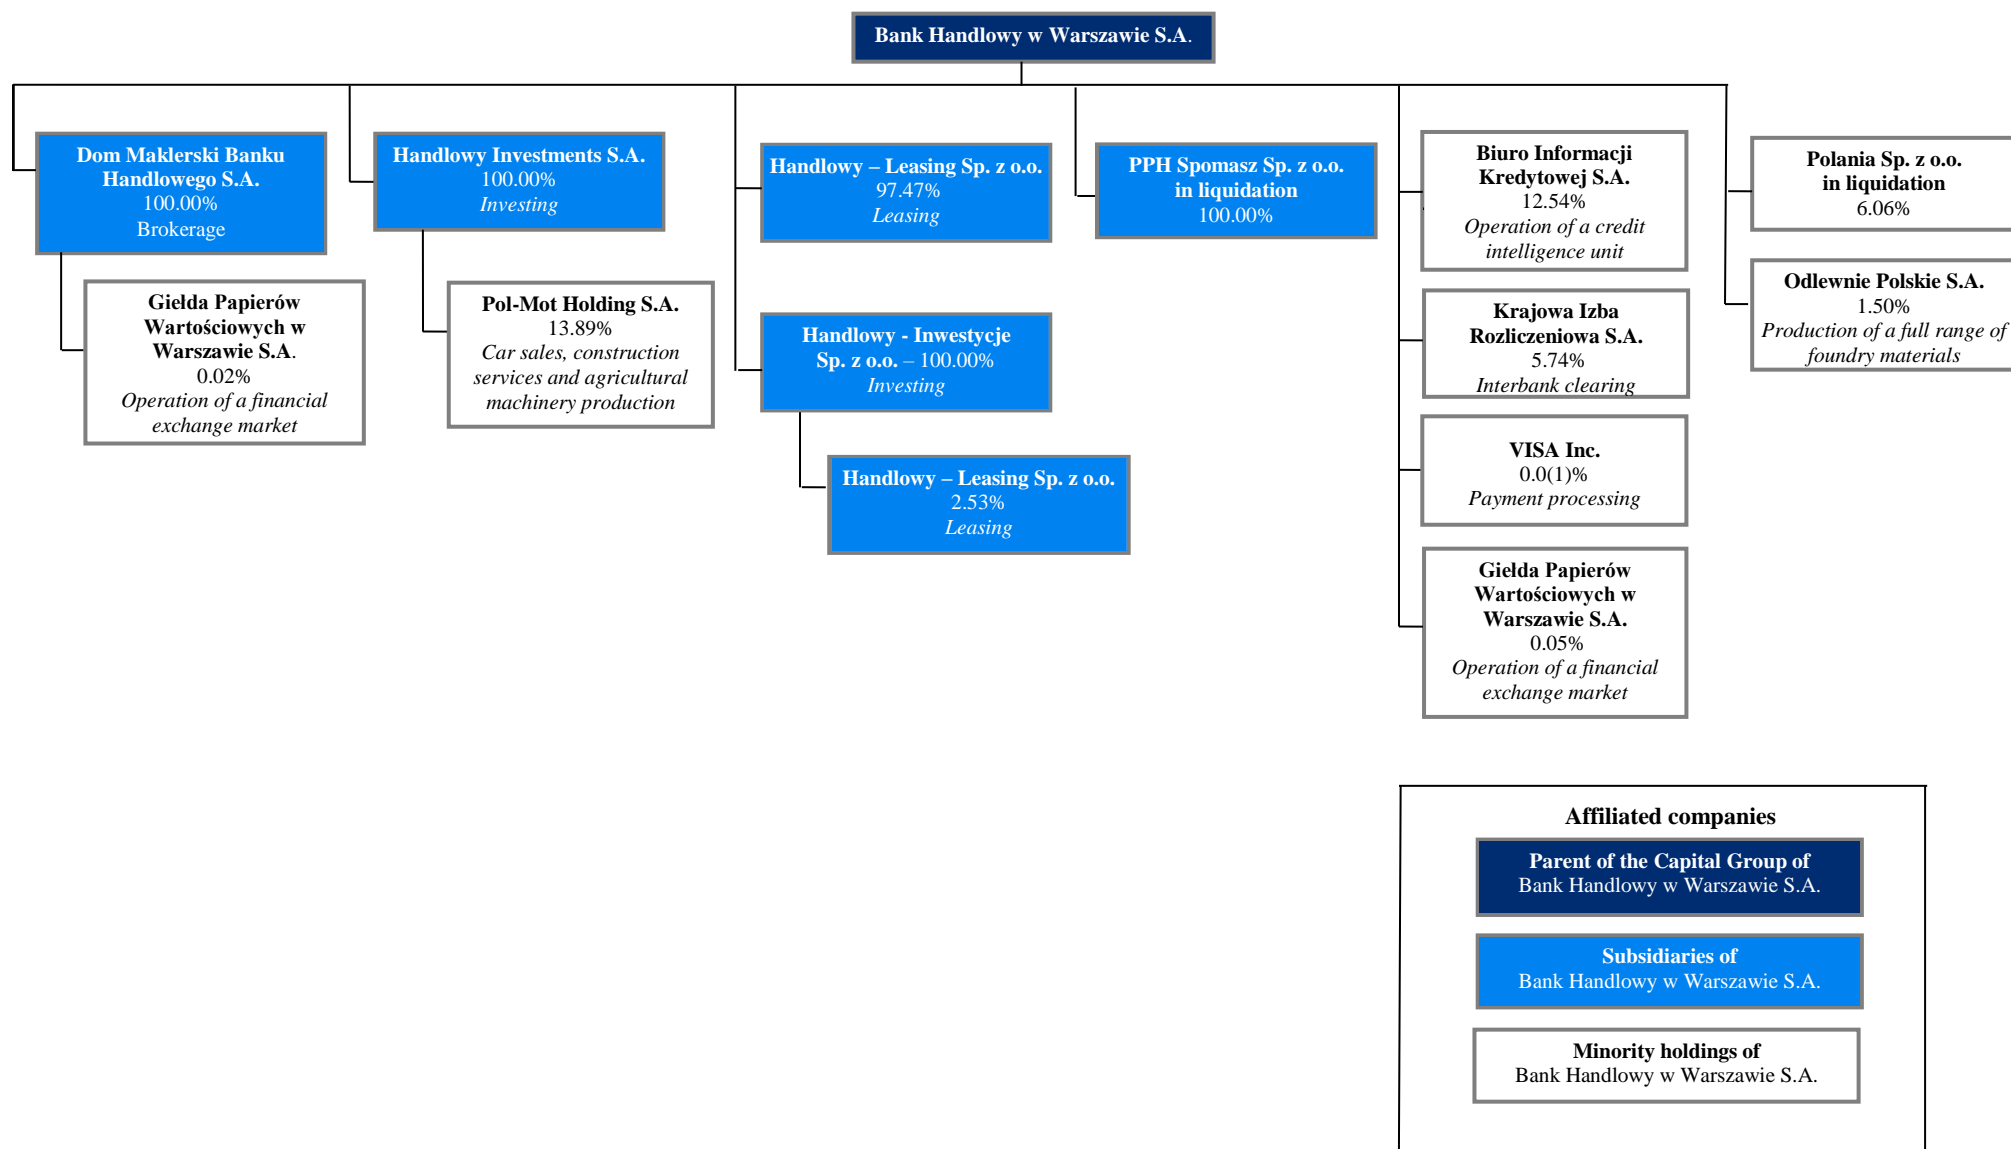 Bank Handlowy w Warszawie S.A.
Dom Maklerski Banku
Handlowego S.A.
100.00%
Brokerage
Giełda Papierów
Wartościowych w
Warszawie S.A.
0.02%
Operation of a financial
exchange market
Handlowy Investments S.A.
100.00%
Investing
Pol-Mot Holding S.A.
13.89%
Car sales, construction
services and agricultural
machinery production
Handlowy – Leasing Sp. z o.o.
97.47%
Leasing
Handlowy - Inwestycje
Sp. z o.o. – 100.00%
Investing
Handlowy – Leasing Sp. z o.o.
2.53%
Leasing
PPH Spomasz Sp. z o.o.
in liquidation
100.00%
Biuro Informacji
Kredytowej S.A.
12.54%
Operation of a credit
intelligence unit
Krajowa Izba
Rozliczeniowa S.A.
5.74%
Interbank clearing
VISA Inc.
0.0(1)%
Payment processing
Giełda Papierów
Wartościowych w
Warszawie S.A.
0.05%
Operation of a financial
exchange market
Polania Sp. z o.o.
in liquidation
6.06%
Odlewnie Polskie S.A.
1.50%
Production of a full range of
foundry materials
Affiliated companies
Parent of the Capital Group of
Bank Handlowy w Warszawie S.A.
Subsidiaries of
Bank Handlowy w Warszawie S.A.
Minority holdings of
Bank Handlowy w Warszawie S.A.